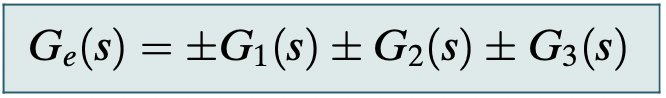 Gₑ(s) = ±G₁(s) ± G₂(s) ± G₃(s)